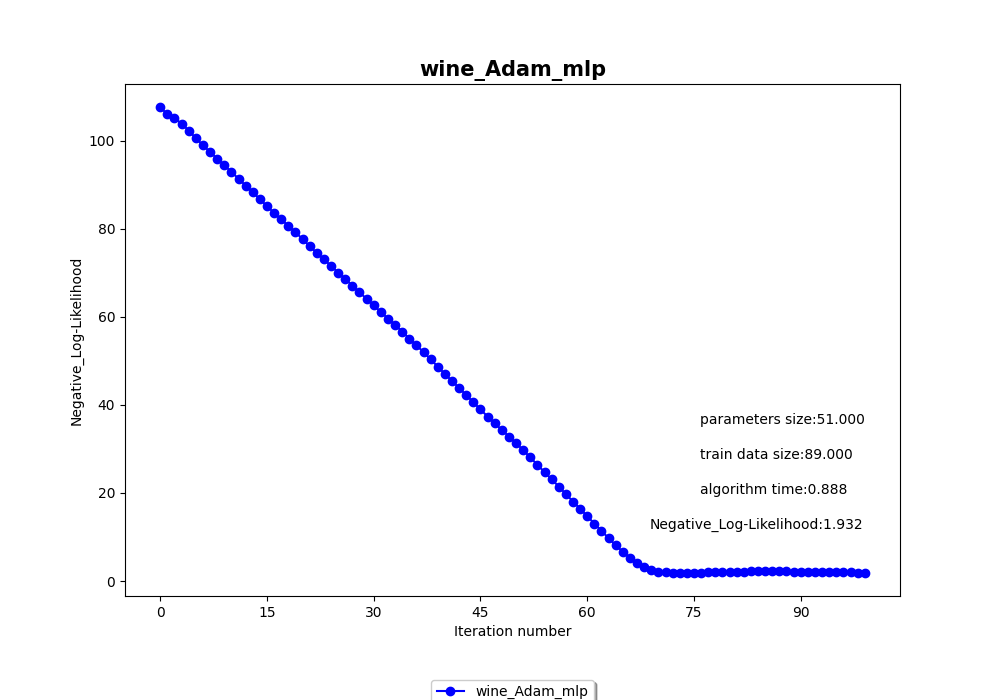 wine_Adam_mlp
100
80
60
40
20
0
Negative_Log-Likelihood
parameters size:51.000
train data size:89.000
algorithm time:0.888
Negative_Log-Likelihood:1.932
0 15 30 45 60 75 90
Iteration number
wine_Adam_mlp